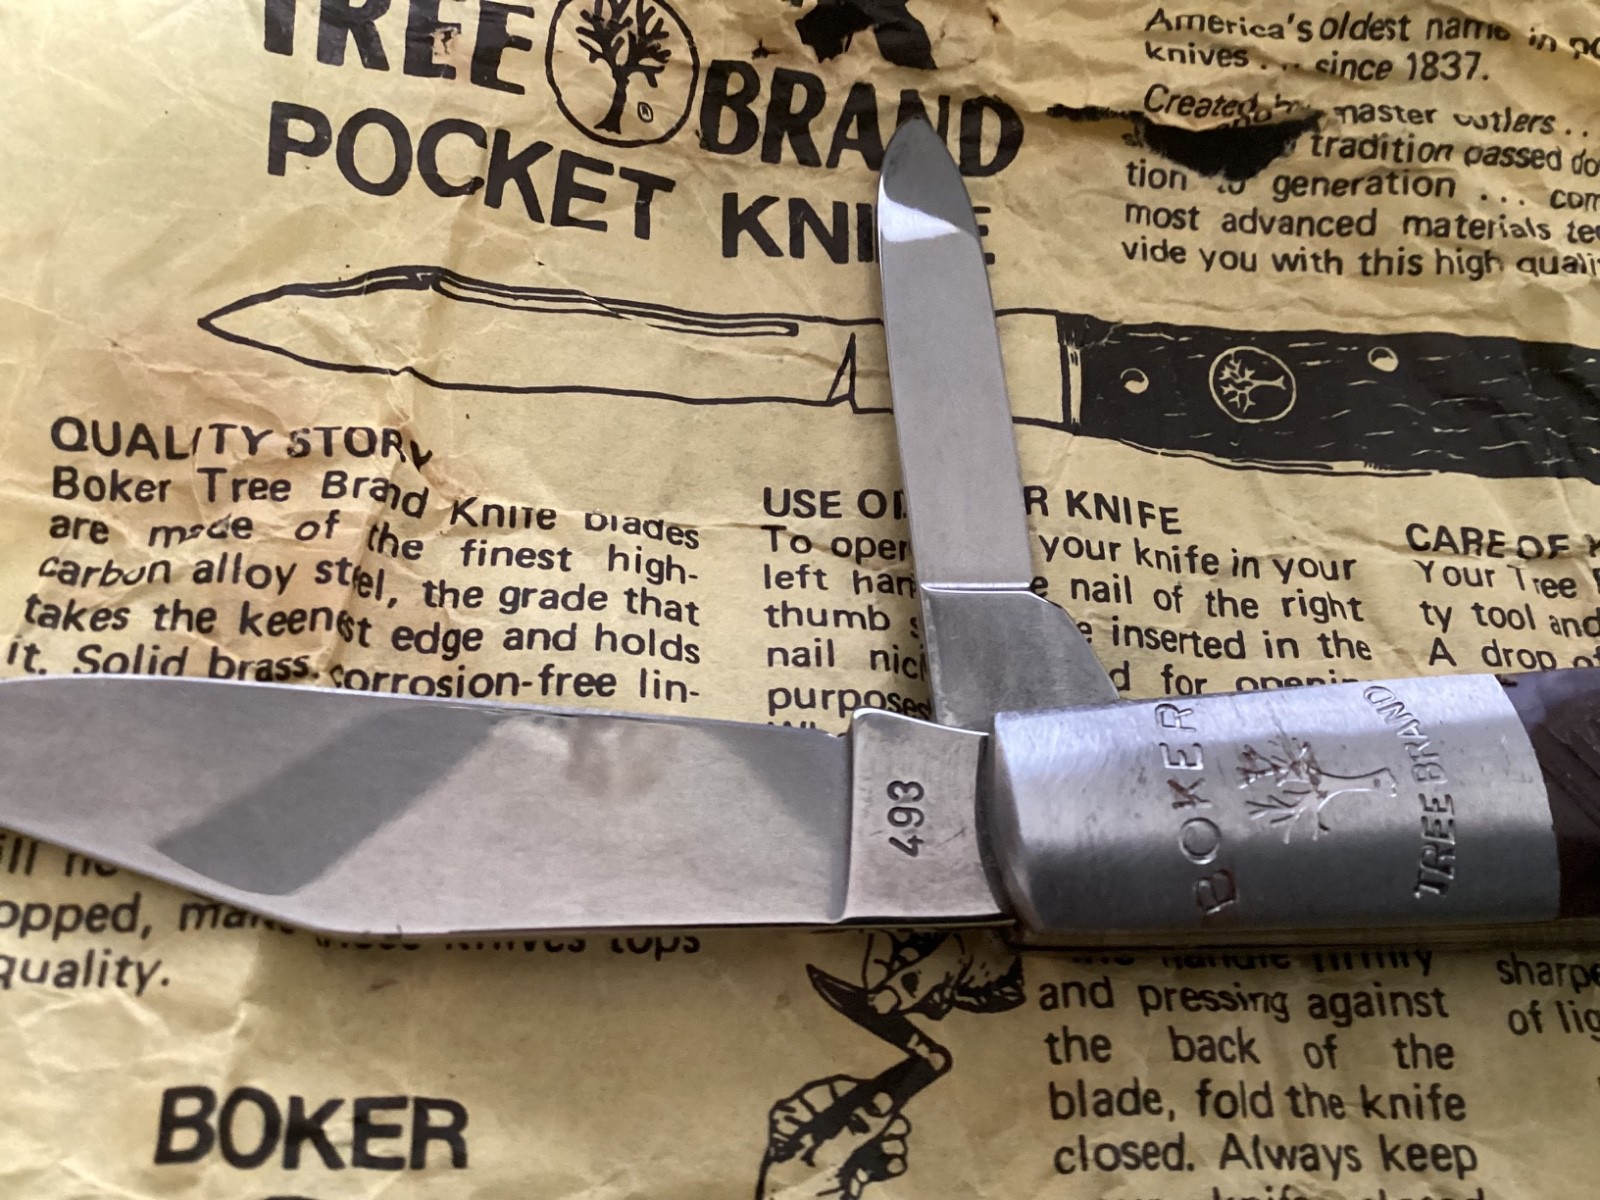 TREE BRAND
POCKET
America's oldest name in
knives . . . since 1837.
Created master cutlers . .
tradition passed
tion to generation . . .
most advanced materials
vide you with this high
QUALITY STORY
Boker Tree Brand Knife blades
are made of the finest high-
carbon alloy steel, the grade that
takes the keenest edge and holds
it. Solid brass. corrosion-free lin-
opped,
quality.
BOKER
USE KNIFE
To your knife in your
left nail of the right
thumb inserted in the
nail
for
and pressing against
the back of the
blade, fold the knife
closed. Always keep
CARE OF
Your Tree
ty tool and
A drop of
of
493
BOKER
TREE BRAND